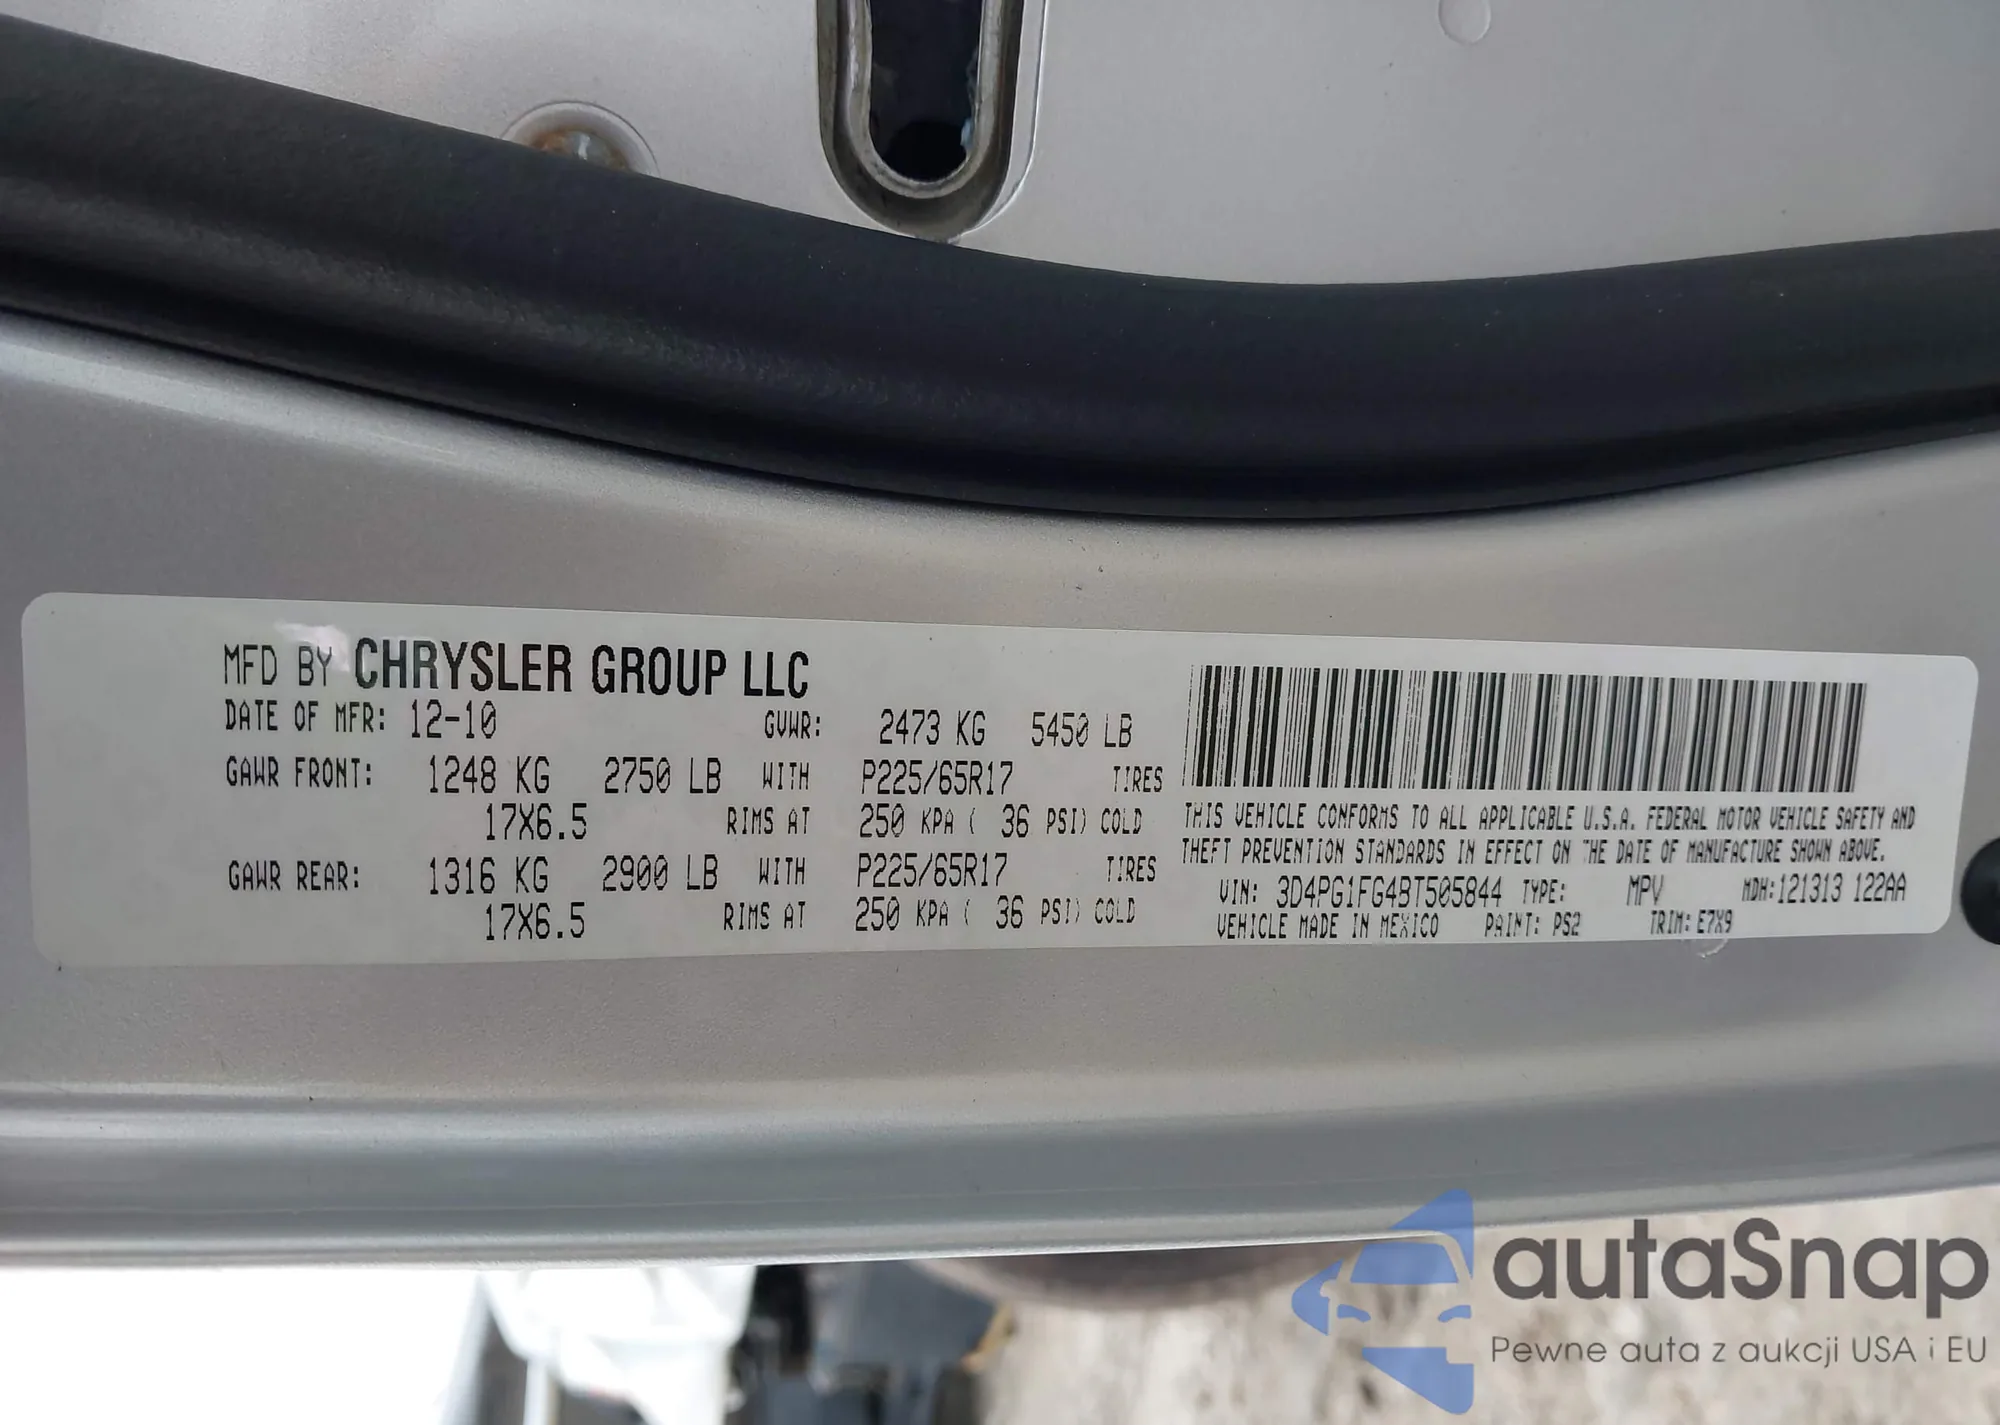 MFD BY CHRYSLER GROUP LLC
DATE OF MFR: 12-10 GVWR: 2473 KG 5450 LB
GAWR FRONT: 1248 KG 2750 LB WITH P225/65R17 TIRES
17X6.5 RIMS AT 250 KPA ( 36 PSI) COLD
GAWR REAR: 1316 KG 2900 LB WITH P225/65R17 TIRES
17X6.5 RIMS AT 250 KPA ( 36 PSI) COLD
THIS VEHICLE CONFORMS TO ALL APPLICABLE U.S.A. FEDERAL MOTOR VEHICLE SAFETY AND
THEFT PREVENTION STANDARDS IN EFFECT ON THE DATE OF MANUFACTURE SHOWN ABOVE.
VIN: 3D4PG1FG4BT505844 TYPE: MPV MDH:121313 122AA
VEHICLE MADE IN MEXICO PAINT: PS2 TRIM: E7X9
autaSnap
Pewne auta z aukcji USA i EU